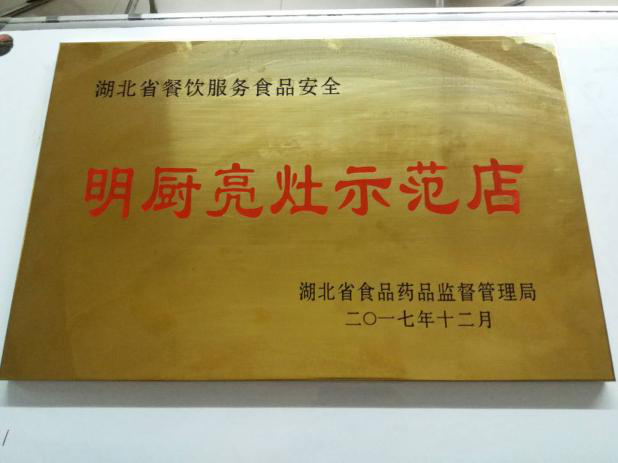 湖北省餐饮服务食品安全
明厨亮灶示范店
湖北省食品药品监督管理局
二〇一七年十二月